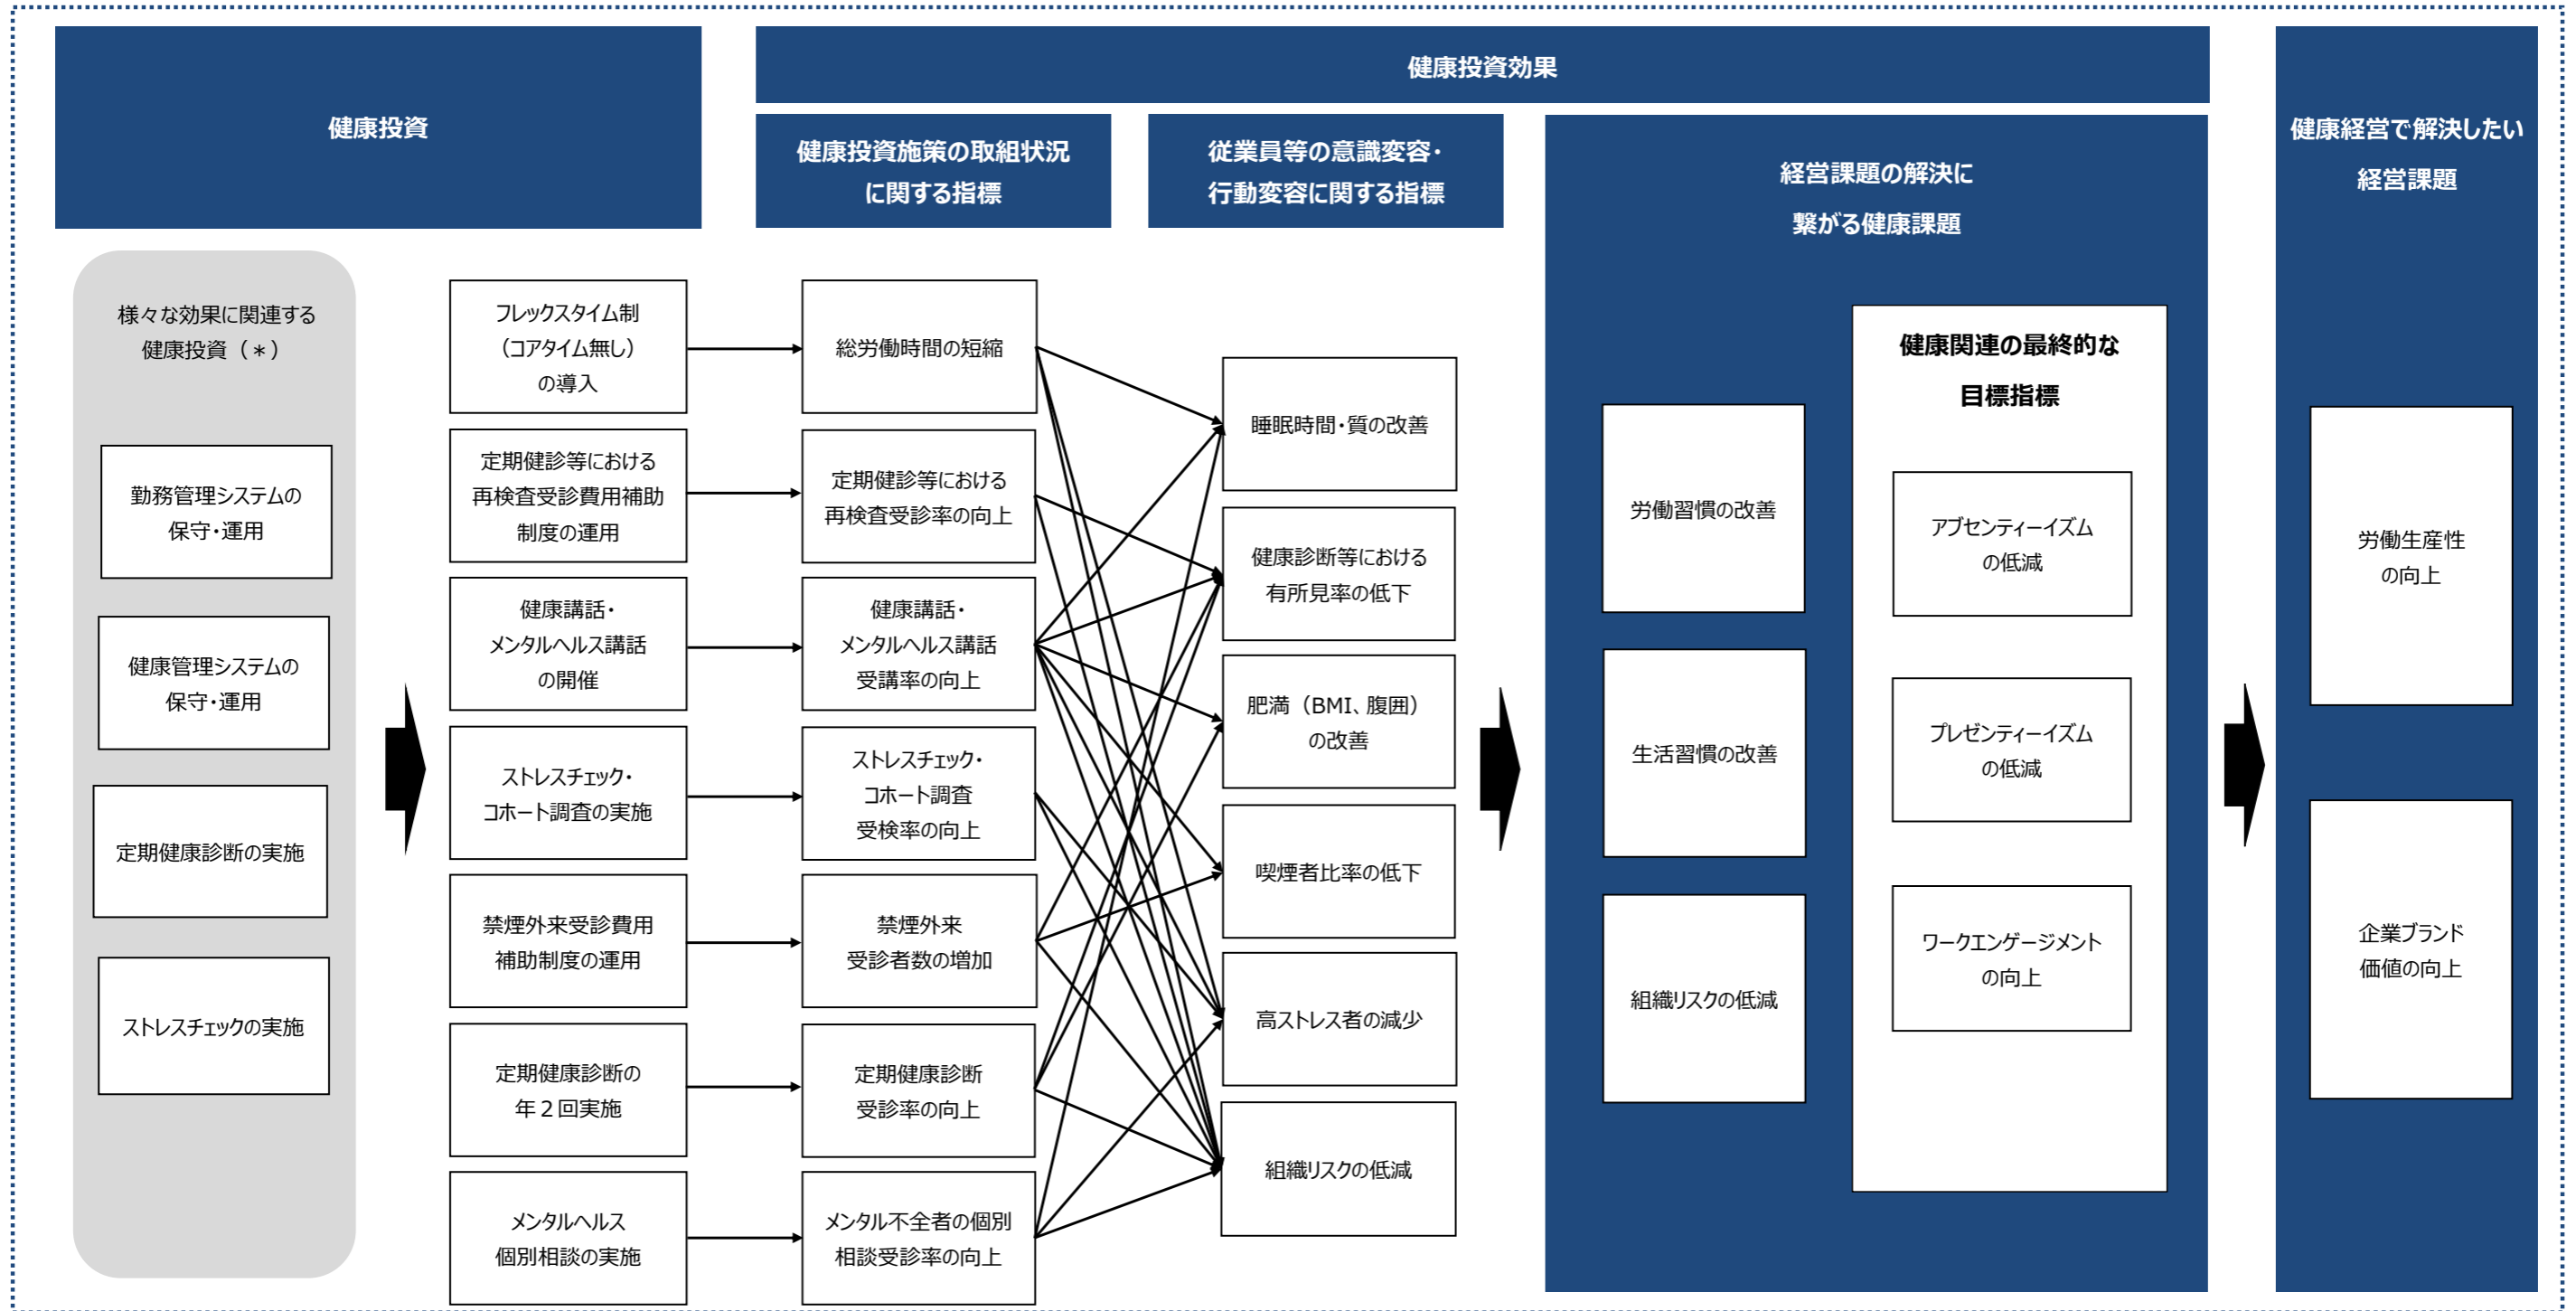 健康投資
健康投資効果
健康投資施策の取組状況
に関する指標
従業員等の意識変容・
行動変容に関する指標
経営課題の解決に
繋がる健康課題
健康経営で解決したい
経営課題
様々な効果に関連する
健康投資（＊）
勤務管理システムの
保守・運用
健康管理システムの
保守・運用
定期健康診断の実施
ストレスチェックの実施
フレックスタイム制
（コアタイム無し）
の導入
定期健診等における
再検査受診費用補助
制度の運用
健康講話・
メンタルヘルス講話
の開催
ストレスチェック・
コホート調査の実施
禁煙外来受診費用
補助制度の運用
定期健康診断の
年２回実施
メンタルヘルス
個別相談の実施
総労働時間の短縮
定期健診等における
再検査受診率の向上
健康講話・
メンタルヘルス講話
受講率の向上
ストレスチェック・
コホート調査
受検率の向上
禁煙外来
受診者数の増加
定期健康診断
受診率の向上
メンタル不全者の個別
相談受診率の向上
睡眠時間・質の改善
健康診断等における
有所見率の低下
肥満（BMI、腹囲）
の改善
喫煙者比率の低下
高ストレス者の減少
組織リスクの低減
労働習慣の改善
生活習慣の改善
組織リスクの低減
健康関連の最終的な
目標指標
アブセンティーイズム
の低減
プレゼンティーイズム
の低減
ワークエンゲージメント
の向上
労働生産性
の向上
企業ブランド
価値の向上